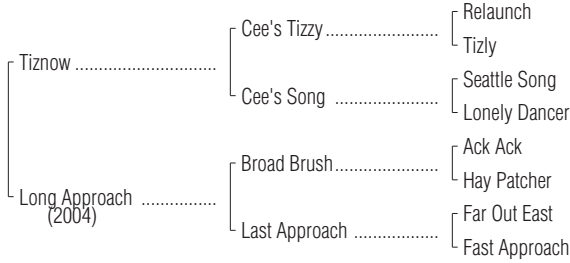 Relaunch
Cee's Tizzy
Tizly
Tiznow
Seattle Song
Cee's Song
Lonely Dancer
Ack Ack
Broad Brush
Hay Patcher
Long Approach
(2004)
Far Out East
Last Approach
Fast Approach